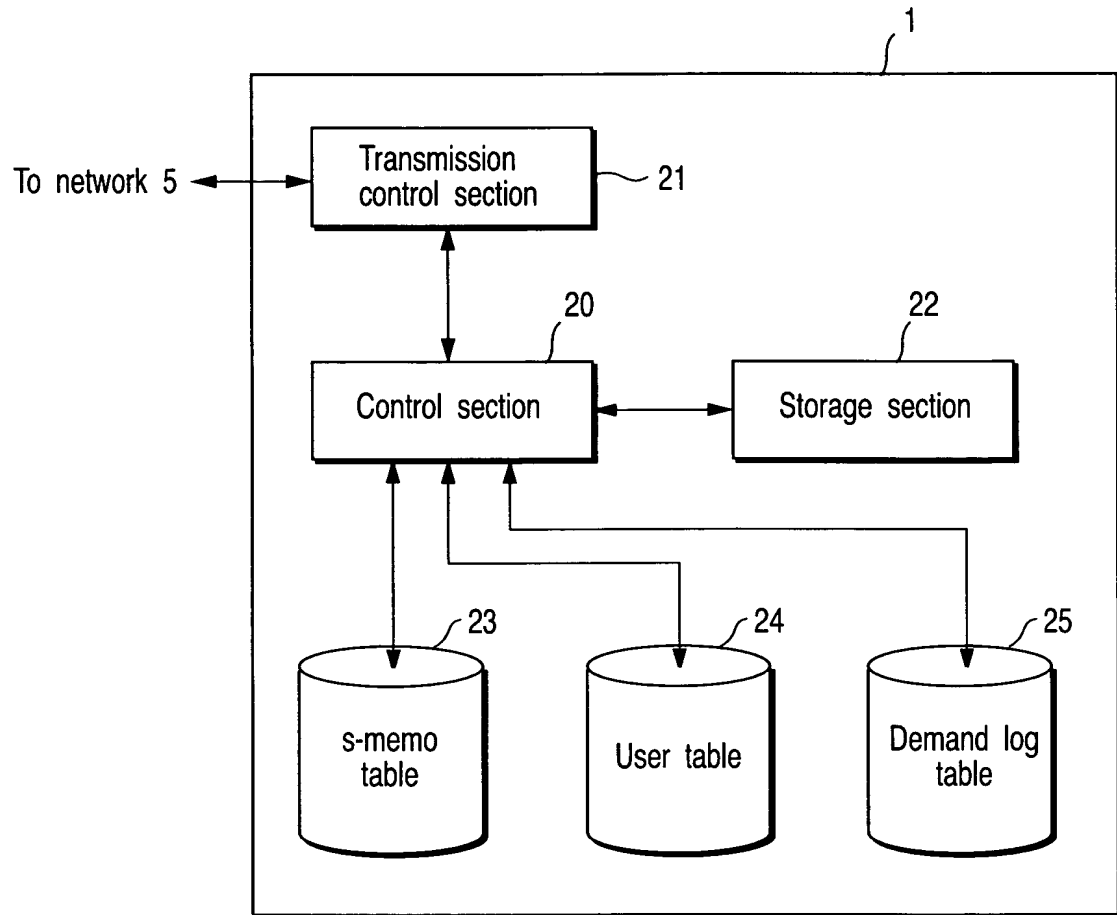 1
Transmission
control section
21
To network 5
20
22
Control section
Storage section
23
24
25
s-memo
table
User table
Demand log
table